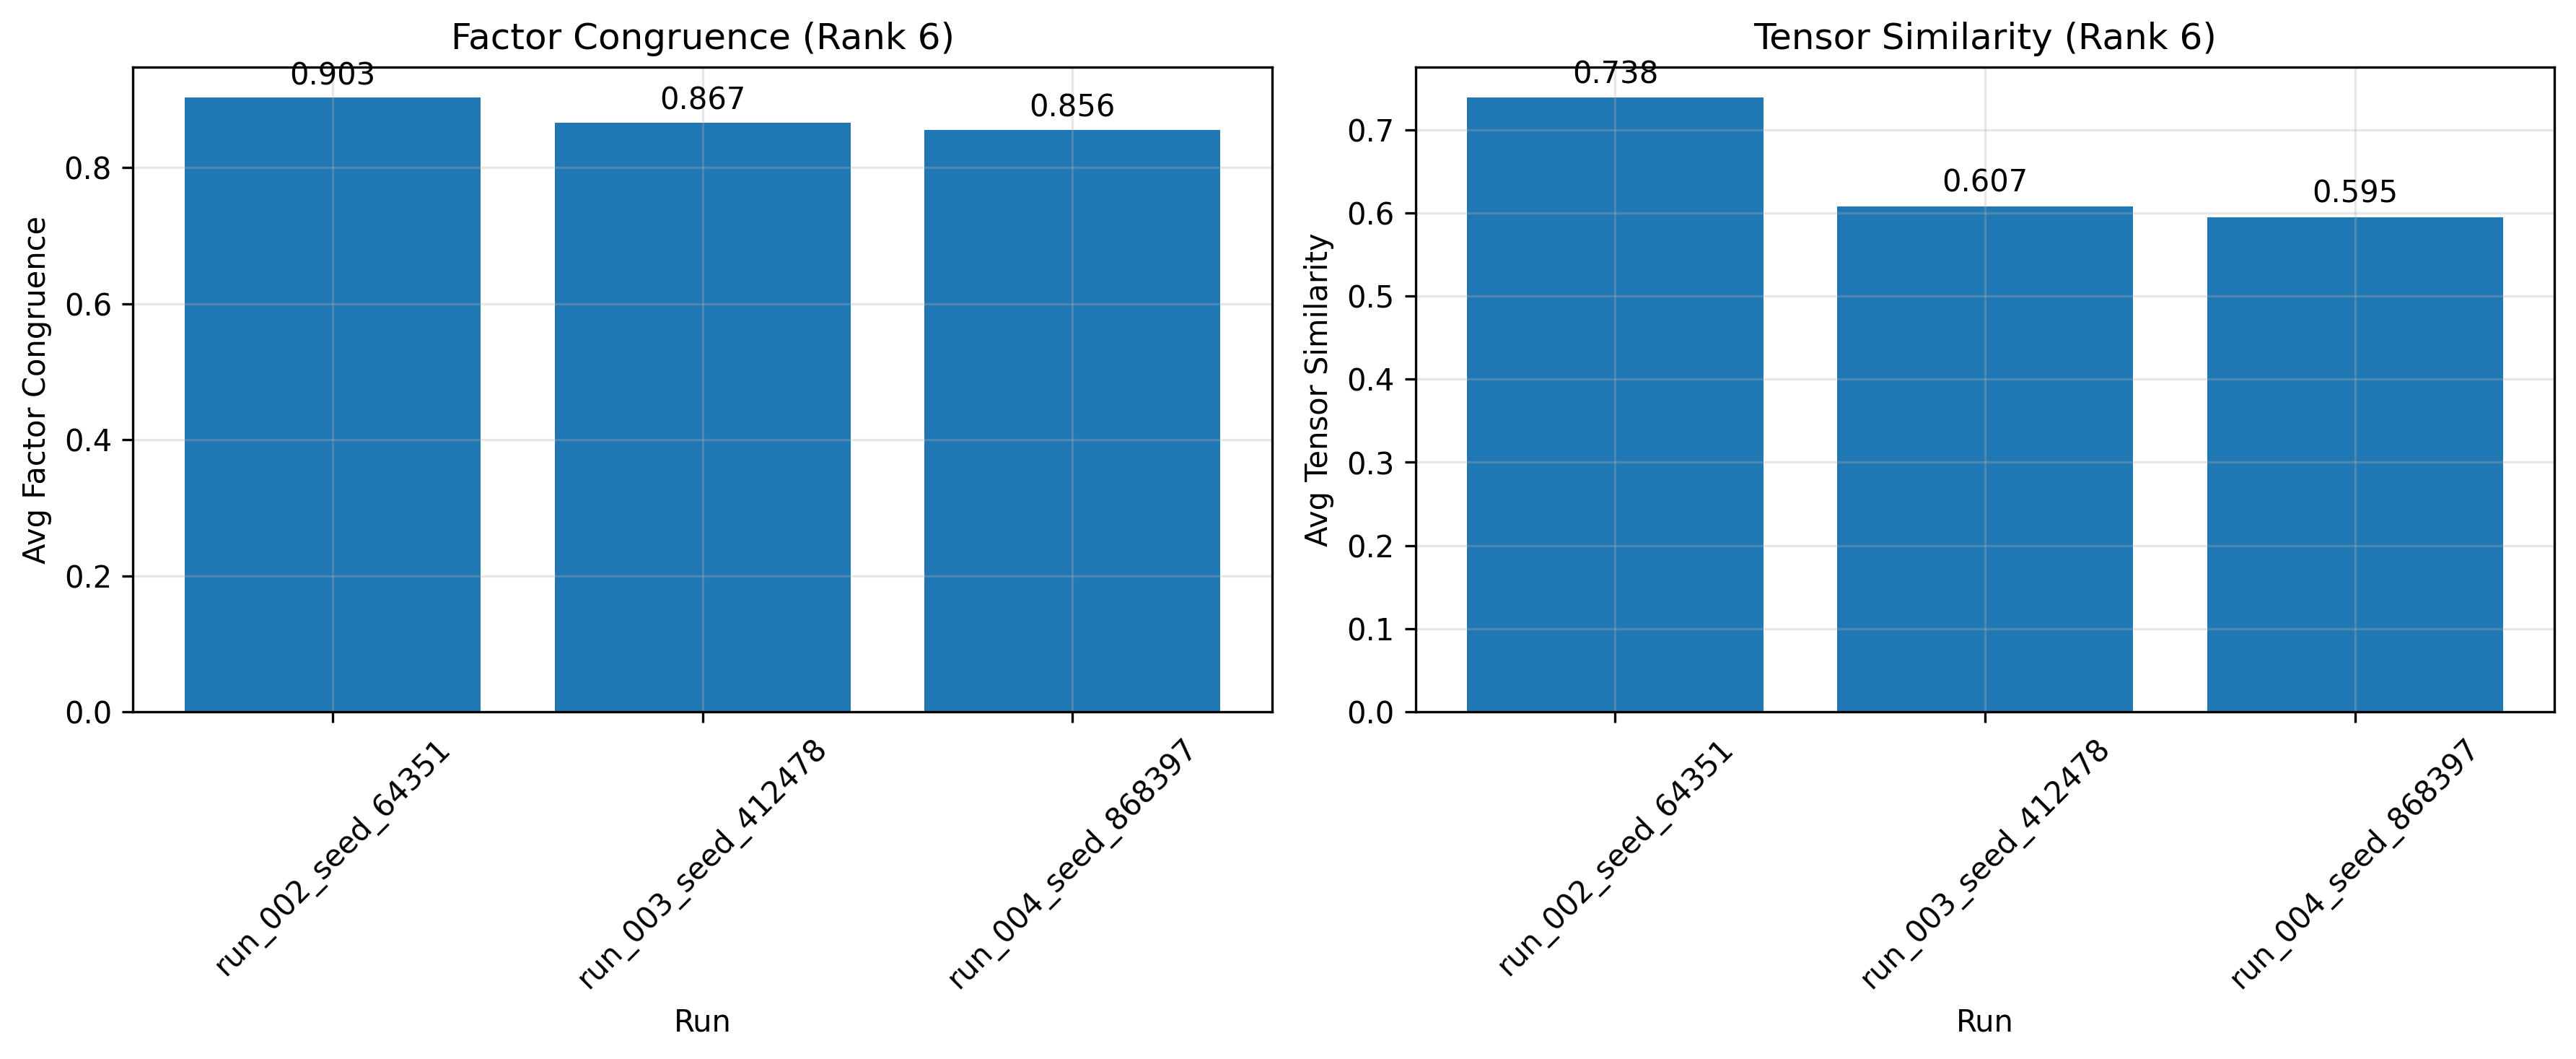 Factor Congruence (Rank 6)
Avg Factor Congruence
0.8
0.6
0.4
0.2
0.0
0.903
0.867
0.856
run_002_seed_64351
run_003_seed_412478
run_004_seed_868397
Run
Tensor Similarity (Rank 6)
Avg Tensor Similarity
0.7
0.6
0.5
0.4
0.3
0.2
0.1
0.0
0.738
0.607
0.595
run_002_seed_64351
run_003_seed_412478
run_004_seed_868397
Run